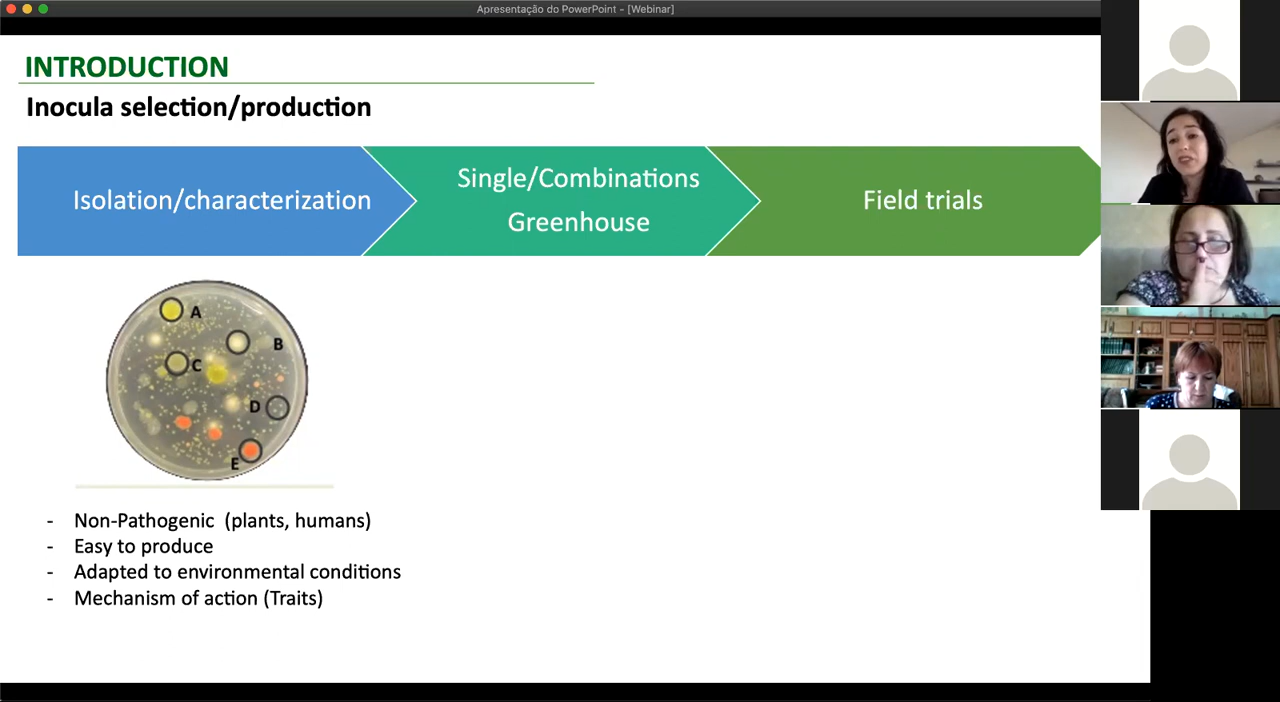 Apresentação do PowerPoint - [Webinar]
INTRODUCTION
Inocula selection/production
Isolation/characterization
Single/Combinations
Greenhouse
Field trials
A
B
C
D
E
- Non-Pathogenic (plants, humans)
- Easy to produce
- Adapted to environmental conditions
- Mechanism of action (Traits)